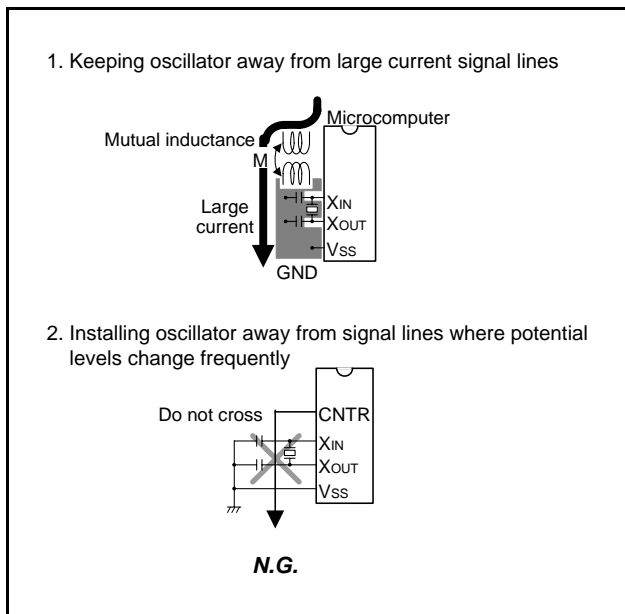 1. Keeping oscillator away from large current signal lines
Microcomputer
Mutual inductance
M
Large
current
XIN
XOUT
VSS
GND
2. Installing oscillator away from signal lines where potential
levels change frequently
Do not cross
CNTR
XIN
XOUT
VSS
N.G.